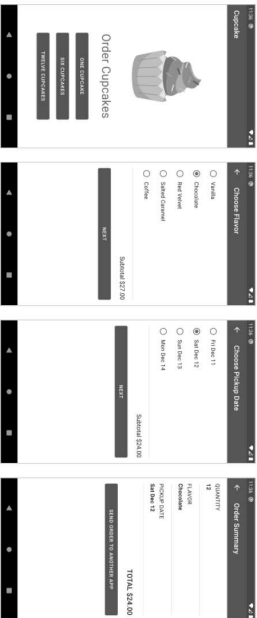 11:36
Cupcake
Order Cupcakes
ONE CUPCAKE
SIX CUPCAKES
TWELVE CUPCAKES
11:36
Choose Flavor
Vanilla
Chocolate
Red Velvet
Salted Caramel
Coffee
Subtotal $27.00
NEXT
11:36
Choose Pickup Date
Fri Dec 11
Sat Dec 12
Sun Dec 13
Mon Dec 14
Subtotal $24.00
NEXT
11:36
Order Summary
QUANTITY
12
FLAVOR
Chocolate
PICKUP DATE
Sat Dec 12
TOTAL $24.00
SEND ORDER TO ANOTHER APP